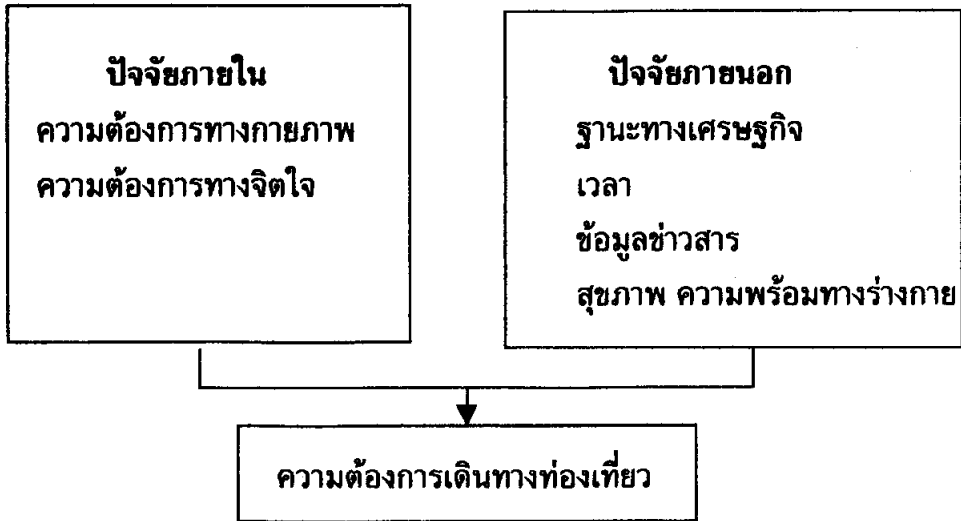 ปัจจัยภายใน
ความต้องการทางกายภาพ
ความต้องการทางจิตใจ
ปัจจัยภายนอก
ฐานะทางเศรษฐกิจ
เวลา
ข้อมูลข่าวสาร
สุขภาพ ความพร้อมทางร่างกาย
ความต้องการเดินทางท่องเที่ยว